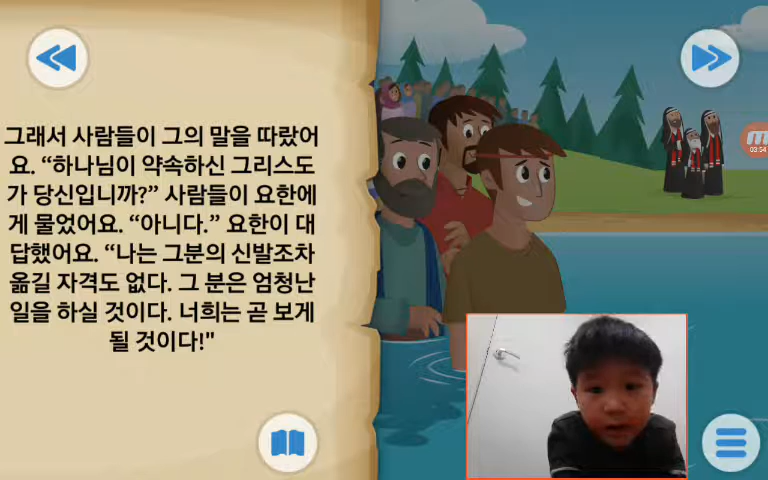 그래서 사람들이 그의 말을 따랐어
요. “하나님이 약속하신 그리스도
가 당신입니까?” 사람들이 요한에
게 물었어요. “아니다.” 요한이 대
답했어요. “나는 그분의 신발조차
옮길 자격도 없다. 그 분은 엄청난
일을 하실 것이다. 너희는 곧 보게
될 것이다!"
M
03:54